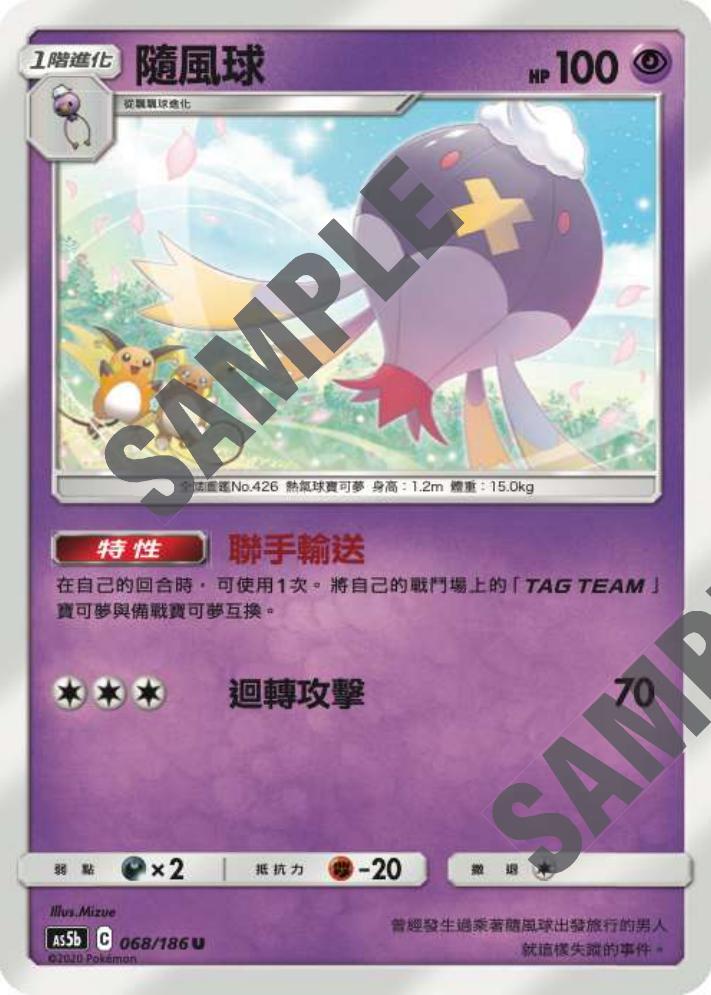 1階進化
隨風球
HP 100
從飄飄球進化
SAMPLE
全國圖鑑No.426 熱氣球寶可夢 身高：1.2m 體重：15.0kg
特性 聯手輸送
在自己的回合時，可使用1次。將自己的戰鬥場上的「TAG TEAM」
寶可夢與備戰寶可夢互換。
迴轉攻擊 70
SAMPLE
弱點 ×2 抵抗力 -20 撤退
Illus.Mizue
AS5b C 068/186 U
©2020 Pokémon
曾經發生過乘著隨風球出發旅行的男人
就這樣失蹤的事件。